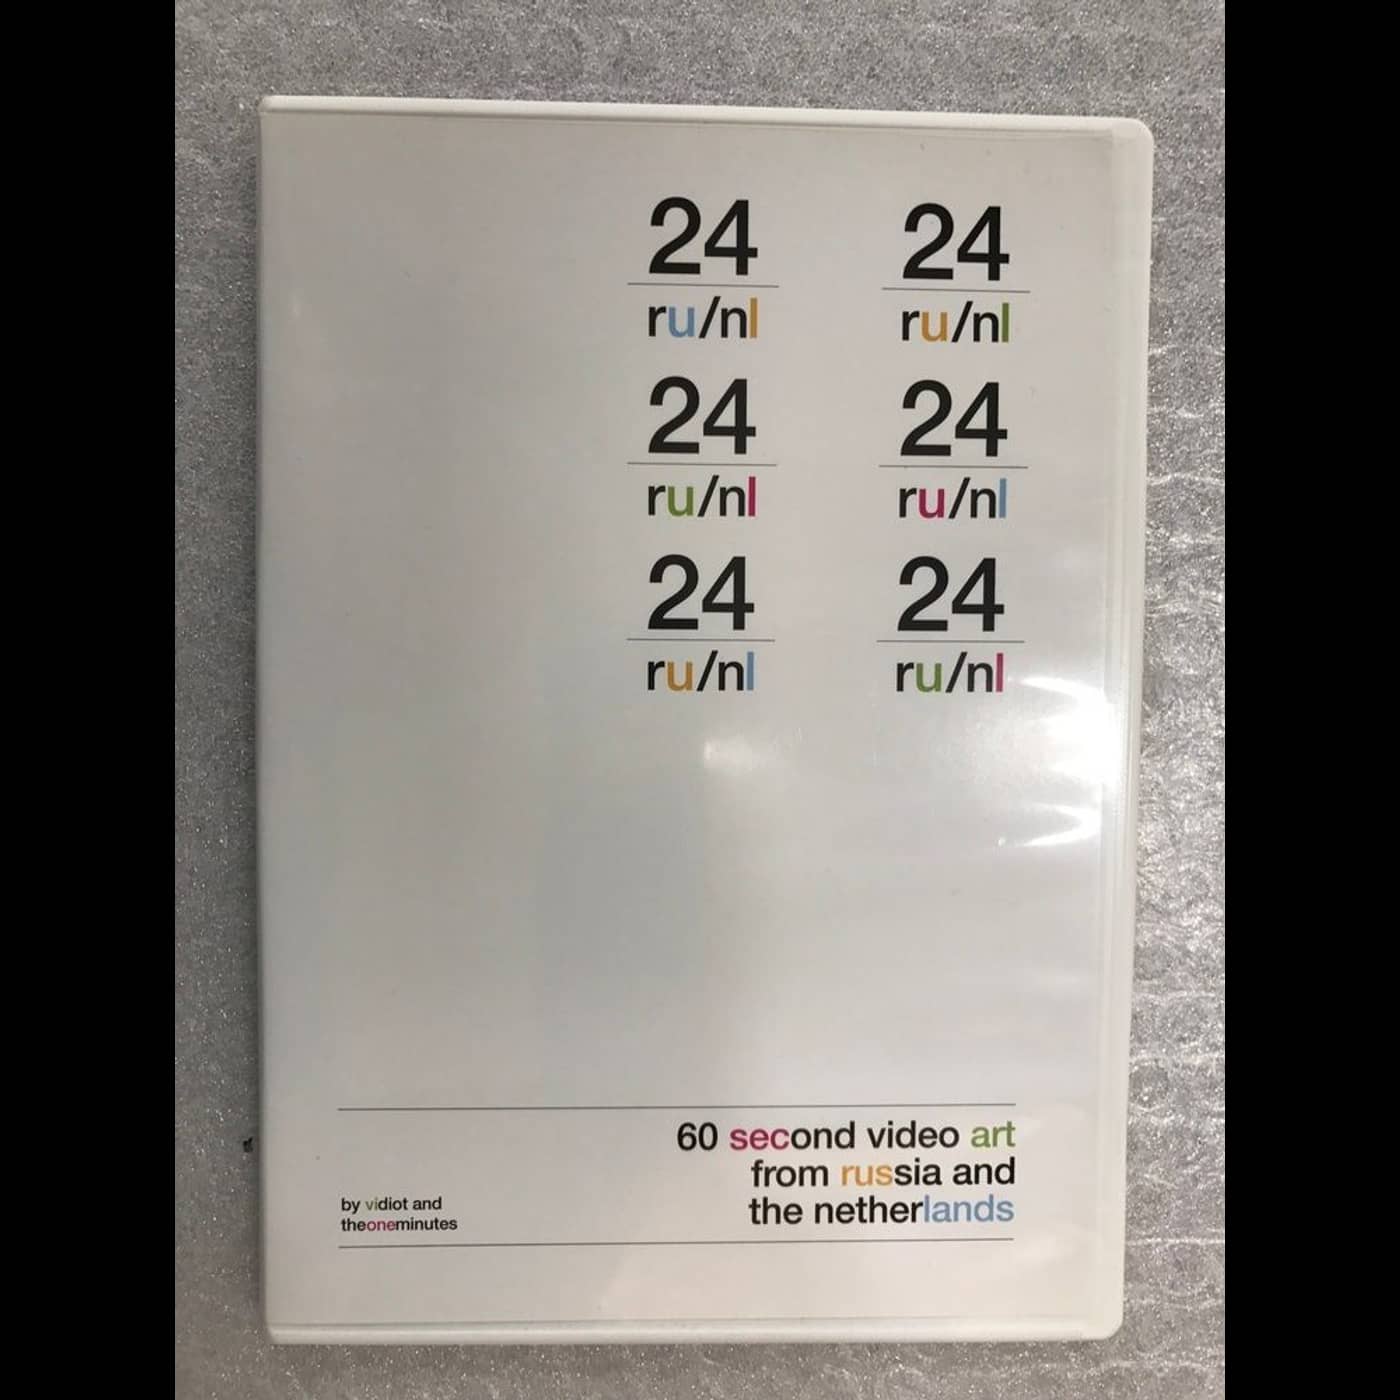 24 24
ru/nl ru/nl
24 24
ru/nl ru/nl
24 24
ru/nl ru/nl
60 second video art
from russia and
the netherlands
by vidiot and
theoneminutes